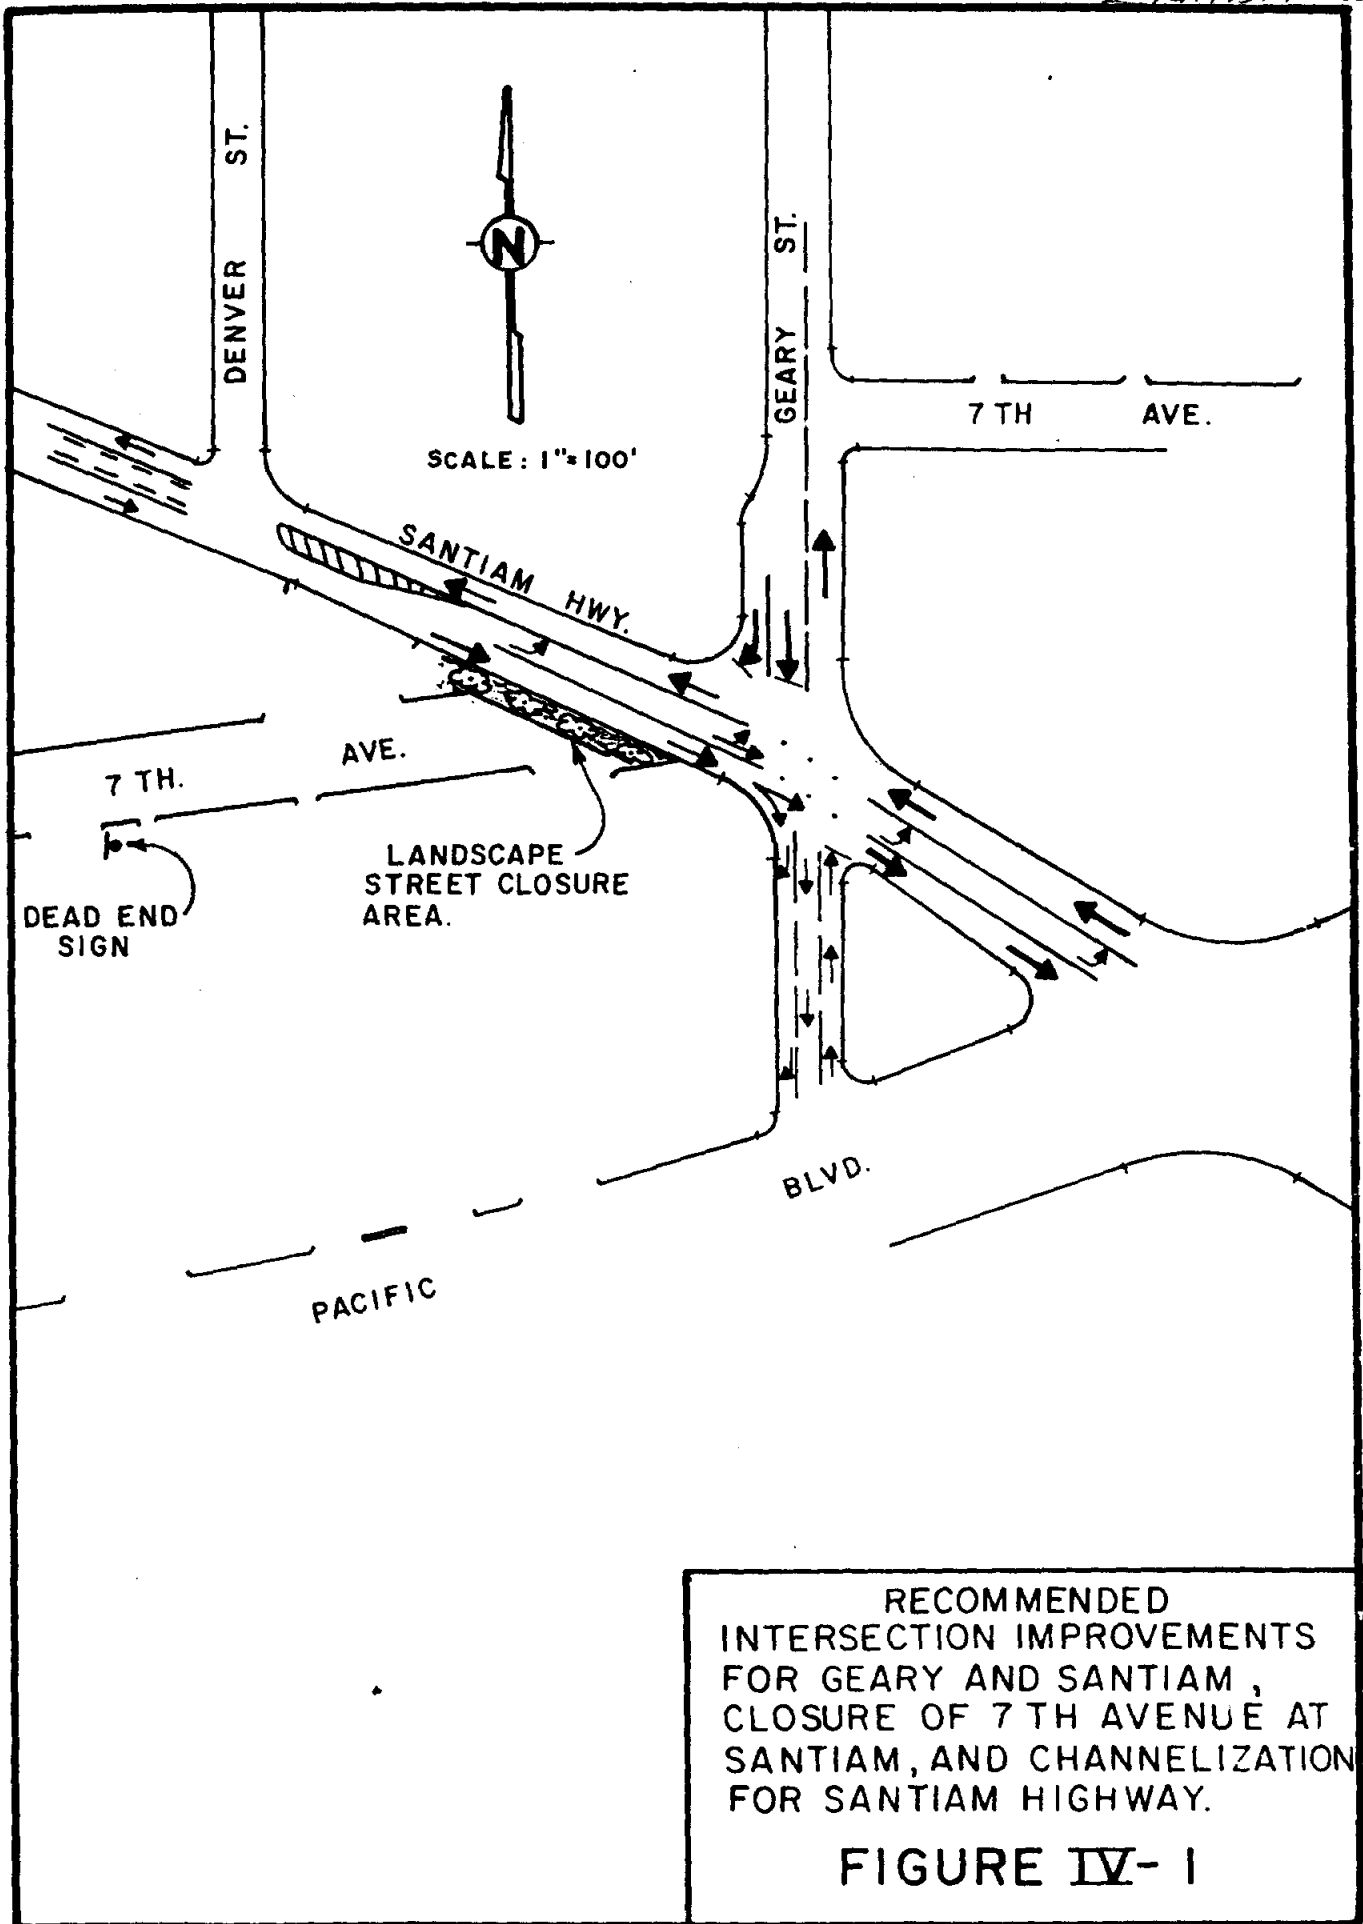 DENVER ST.
GEARY ST.
N
SCALE: 1"=100'
7 TH AVE.
SANTIAM HWY.
7 TH. AVE.
LANDSCAPE
STREET CLOSURE
AREA.
DEAD END
SIGN
PACIFIC BLVD.
RECOMMENDED
INTERSECTION IMPROVEMENTS
FOR GEARY AND SANTIAM,
CLOSURE OF 7 TH AVENUE AT
SANTIAM, AND CHANNELIZATION
FOR SANTIAM HIGHWAY.
FIGURE IV-1